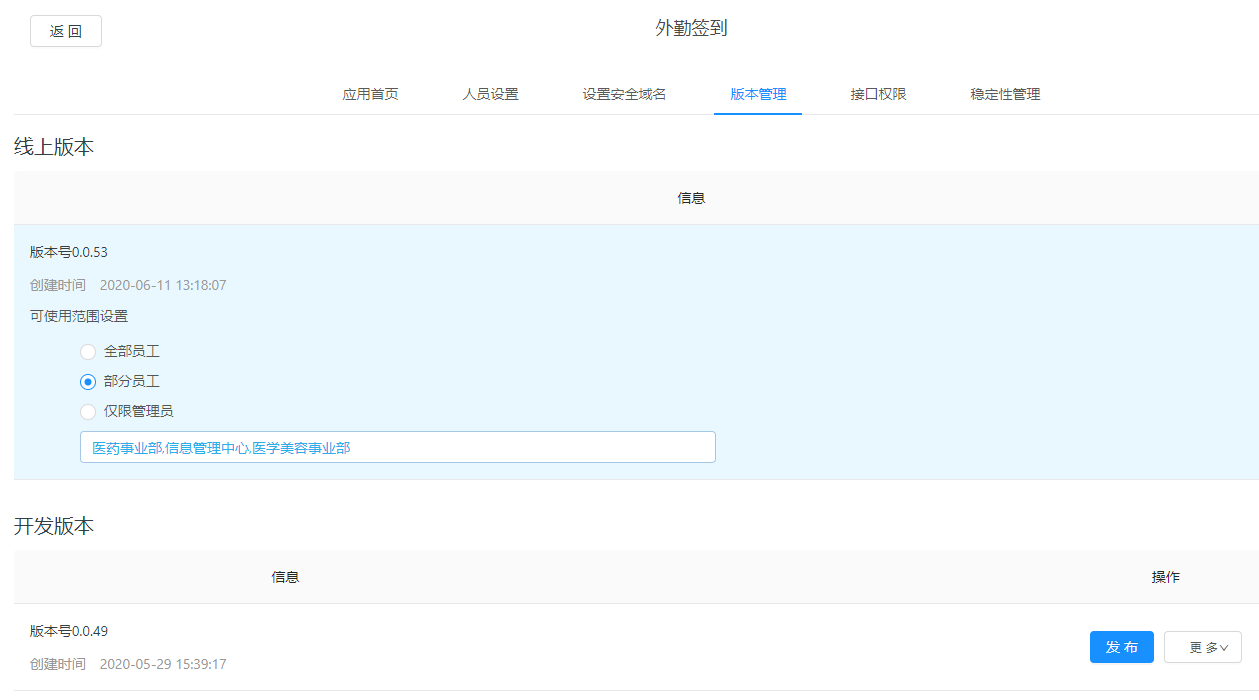 返 回
外勤签到
应用首页 人员设置 设置安全域名 版本管理 接口权限 稳定性管理
线上版本
信息
版本号0.0.53
创建时间 2020-06-11 13:18:07
可使用范围设置
全部员工
部分员工
仅限管理员
医药事业部,信息管理中心,医学美容事业部
开发版本
信息 操作
版本号0.0.49
创建时间 2020-05-29 15:39:17
发 布 更 多